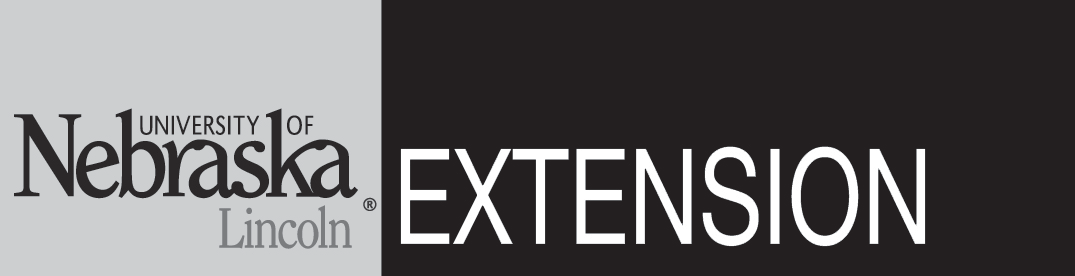 UNIVERSITY OF
Nebraska®
Lincoln
EXTENSION